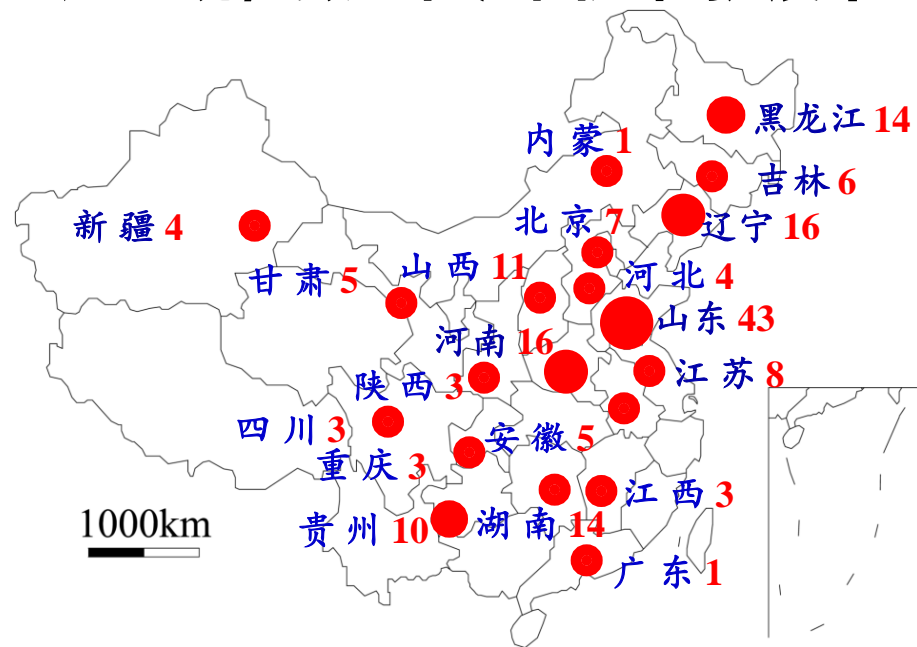 黑龙江 14
内蒙 1
吉林 6
北京 7
辽宁 16
新疆 4
山西 11
河北 4
甘肃 5
山东 43
河南 16
江苏 8
陕西 3
四川 3
安徽 5
重庆 3
江西 3
1000km
贵州 10
湖南 14
广东 1